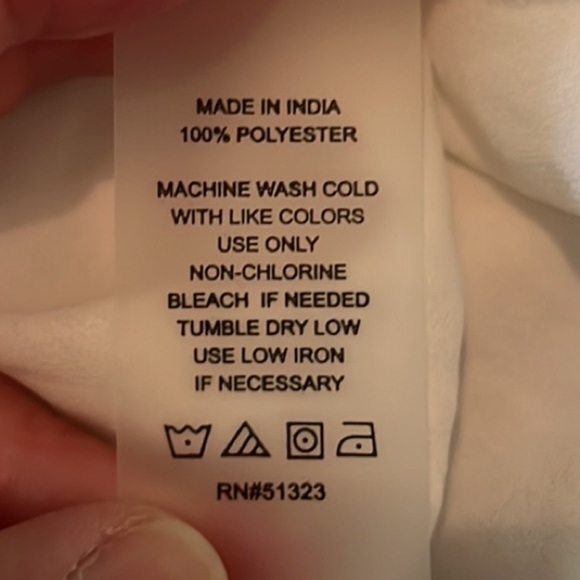 MADE IN INDIA
100% POLYESTER
MACHINE WASH COLD
WITH LIKE COLORS
USE ONLY
NON-CHLORINE
BLEACH IF NEEDED
TUMBLE DRY LOW
USE LOW IRON
IF NECESSARY
RN#51323